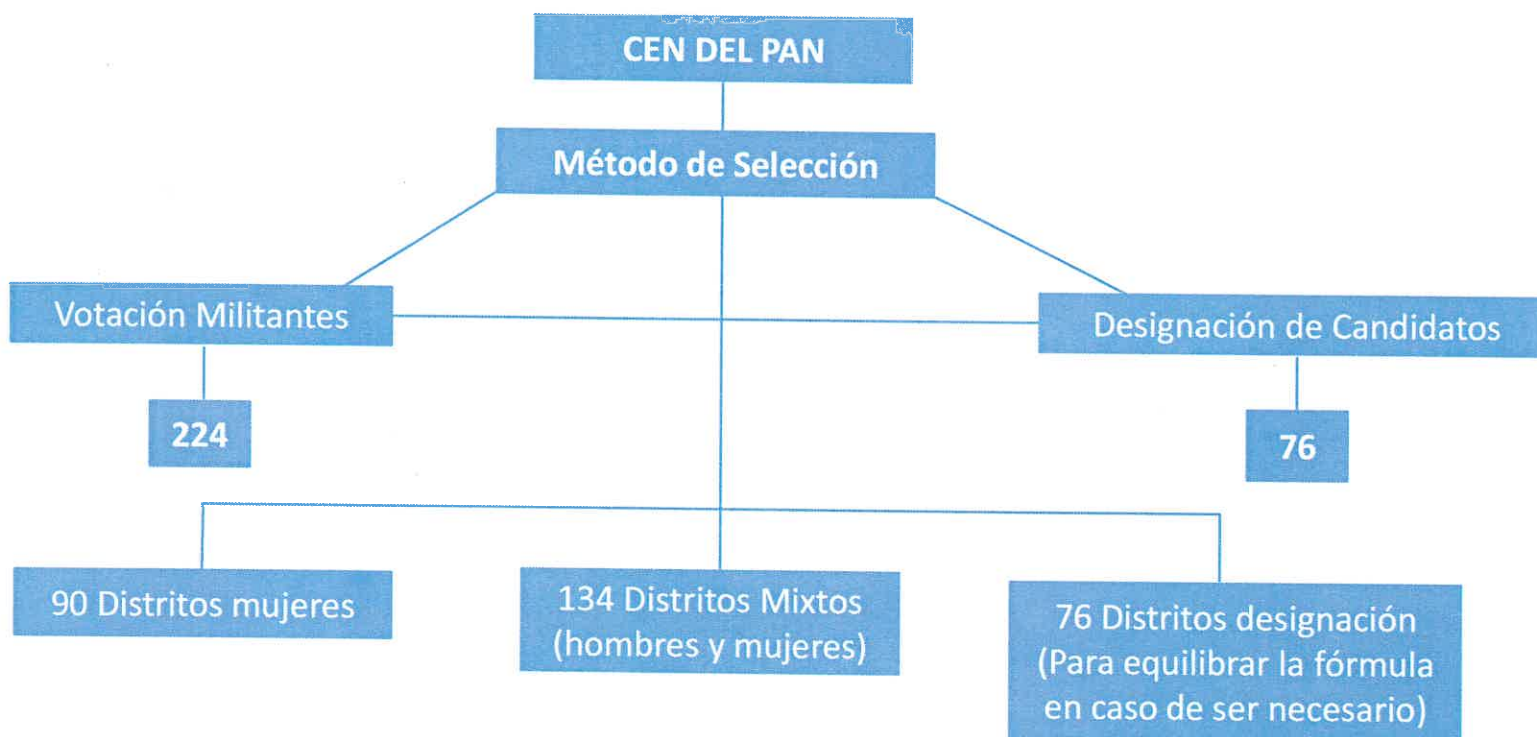 CEN DEL PAN
Método de Selección
Votación Militantes
Designación de Candidatos
224
76
90 Distritos mujeres
134 Distritos Mixtos
(hombres y mujeres)
76 Distritos designación
(Para equilibrar la fórmula
en caso de ser necesario)